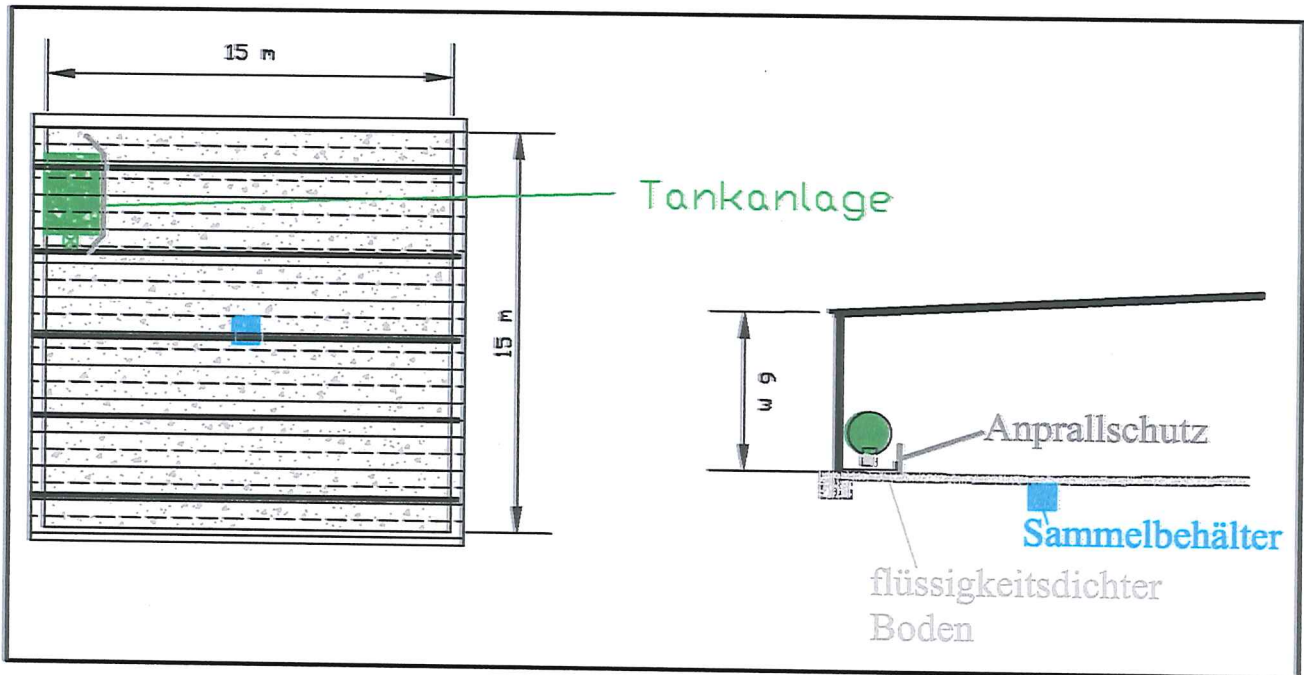 15 m
Tankanlage
15 m
6 m
Anprallschutz
Sammelbehälter
flüssigkeitsdichter
Boden